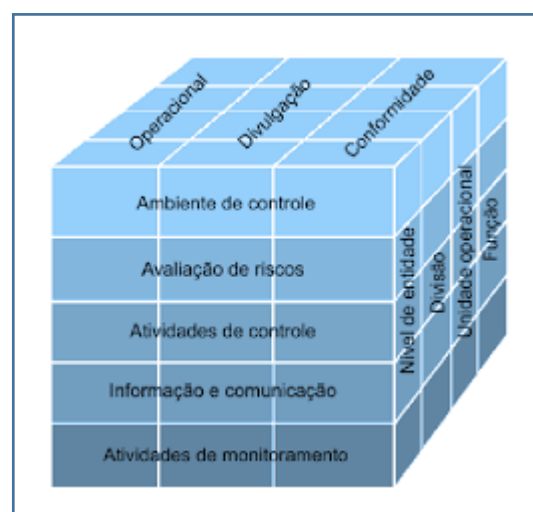 Operacional
Divulgação
Conformidade
Ambiente de controle
Avaliação de riscos
Atividades de controle
Informação e comunicação
Atividades de monitoramento
Nível de entidade
Divisão
Unidade operacional
Função